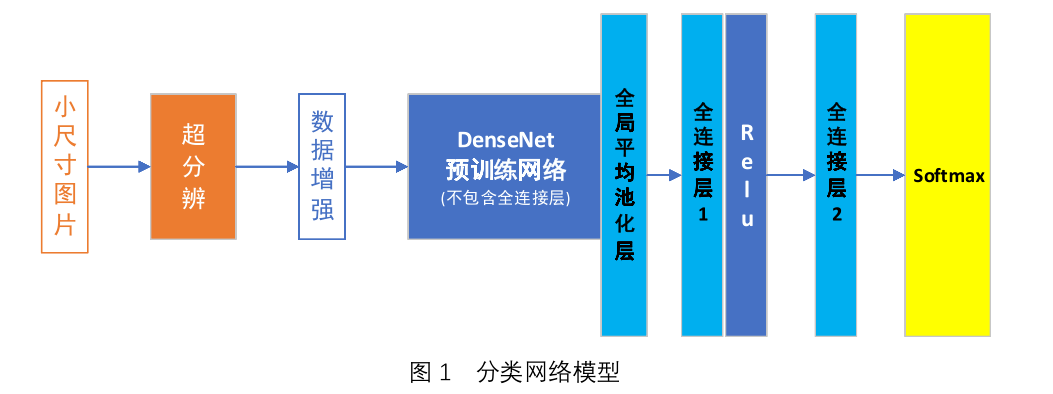 小尺寸图片
超分辨
数据增强
DenseNet
预训练网络
(不包含全连接层)
全局平均池化层
全连接层1
Relu
全连接层2
Softmax
图 1 分类网络模型